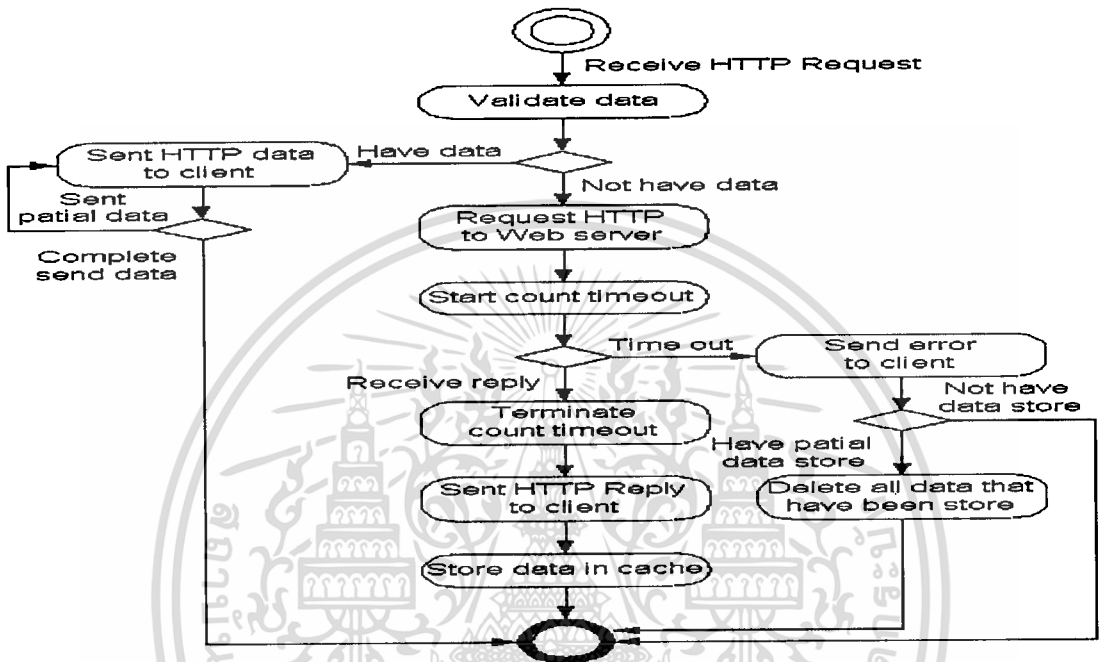 Receive HTTP Request
Validate data
Sent HTTP data
to client
Have data
Not have data
Sent
patial data
Request HTTP
to Web server
Complete
send data
Start count timeout
Time out
Send error
to client
Receive reply
Not have
data store
Terminate
count timeout
Have patial
data store
Sent HTTP Reply
to client
Delete all data that
have been store
Store data in cache